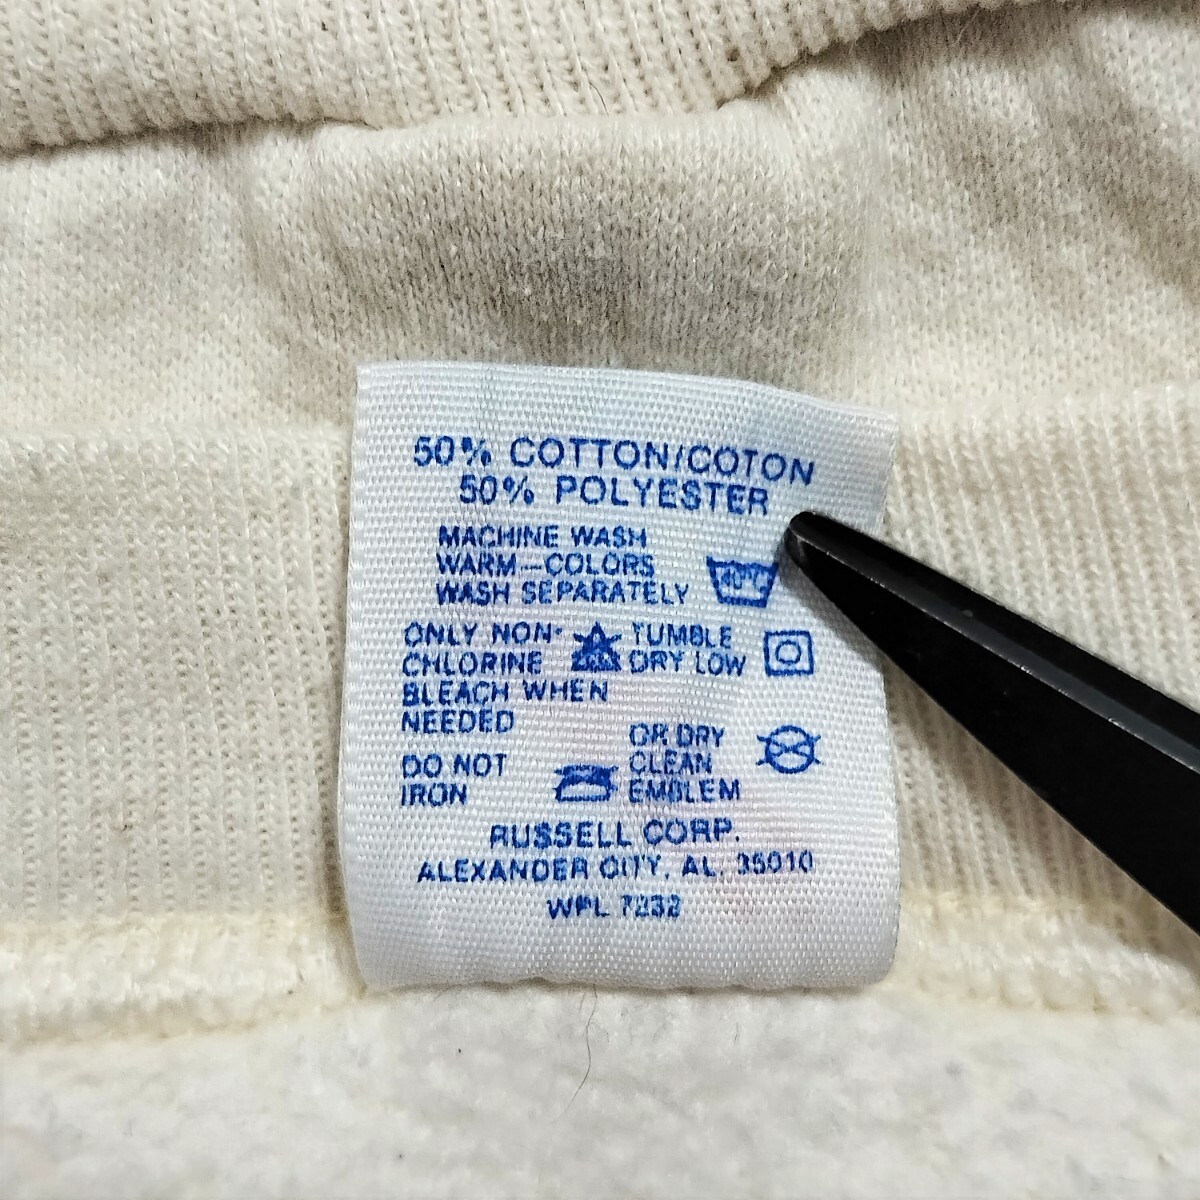 50% COTTON/COTON
50% POLYESTER
MACHINE WASH
WARM-COLORS
WASH SEPARATELY
40°C
ONLY NON-
CHLORINE
BLEACH WHEN
NEEDED
TUMBLE
DRY LOW
DO NOT
IRON
OR DRY
CLEAN
EMBLEM
RUSSELL CORP.
ALEXANDER CITY, AL. 35010
WPL 7232